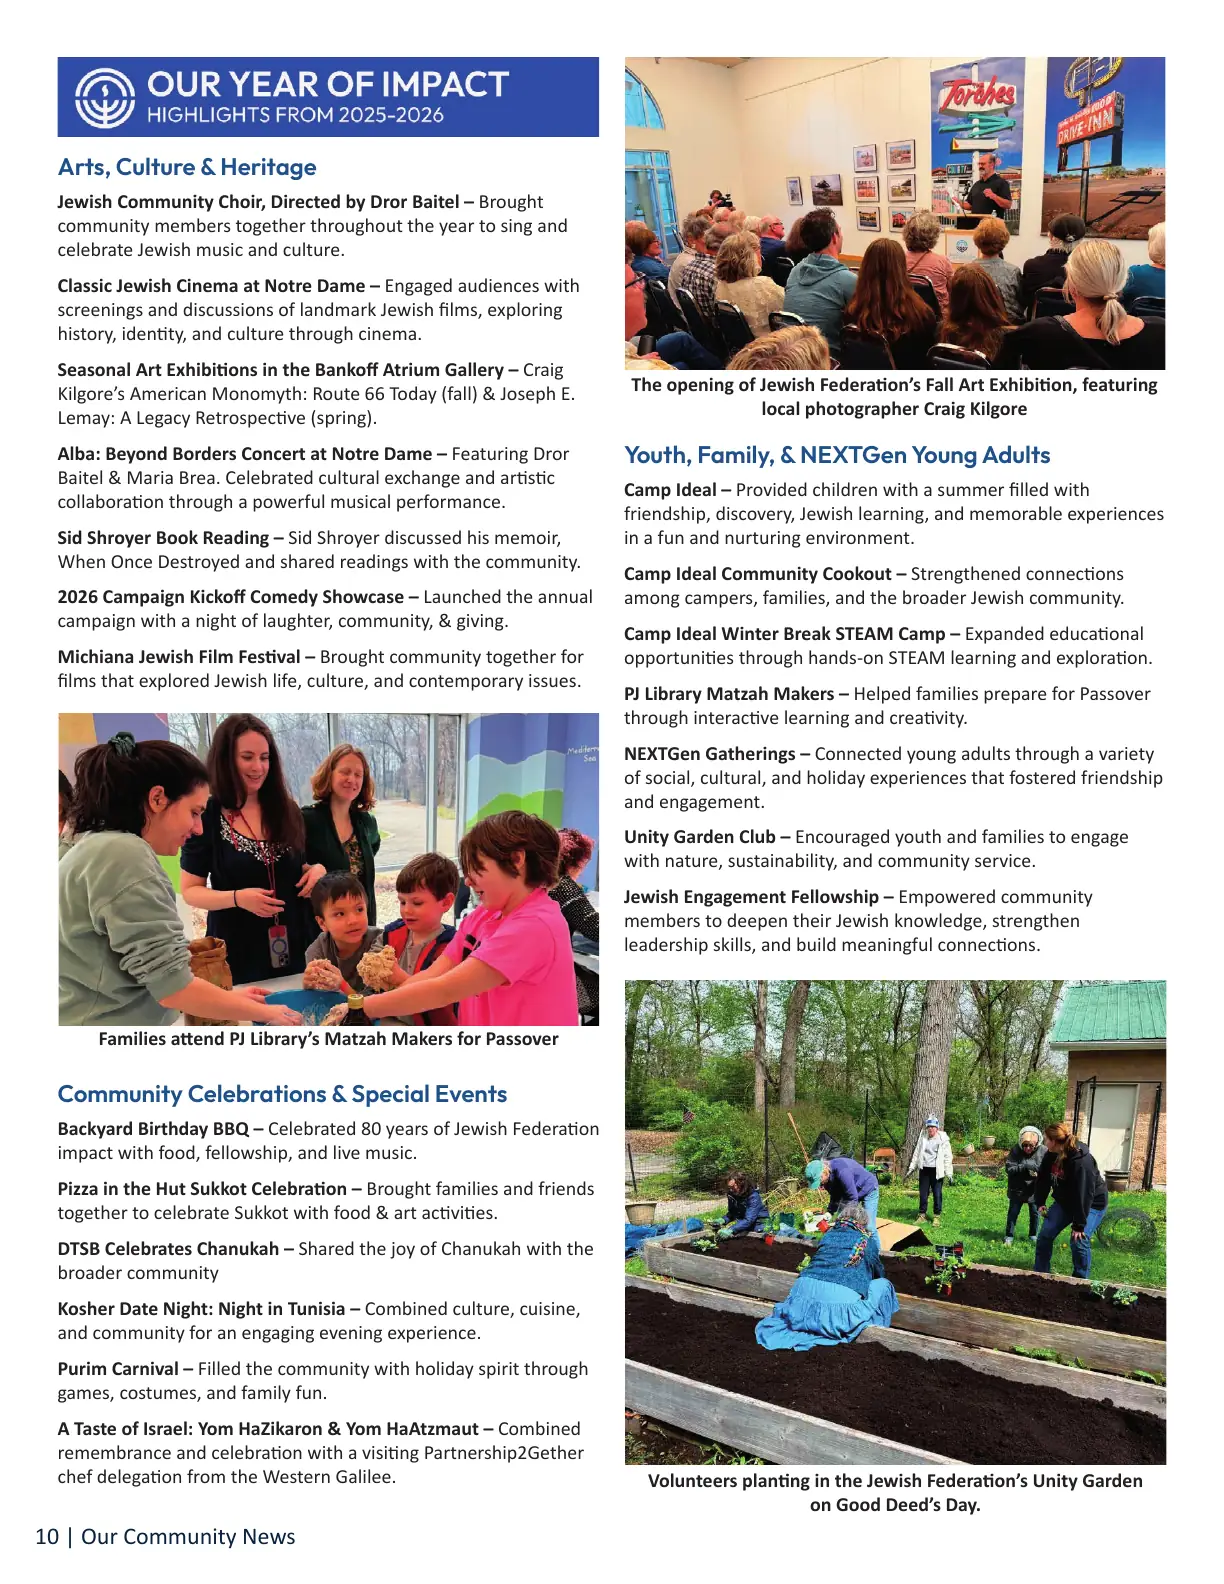 OUR YEAR OF IMPACT
HIGHLIGHTS FROM 2025-2026
Arts, Culture & Heritage
Jewish Community Choir, Directed by Dror Baitel – Brought
community members together throughout the year to sing and
celebrate Jewish music and culture.
Classic Jewish Cinema at Notre Dame – Engaged audiences with
screenings and discussions of landmark Jewish films, exploring
history, identity, and culture through cinema.
Seasonal Art Exhibitions in the Bankoff Atrium Gallery – Craig
Kilgore’s American Monomyth: Route 66 Today (fall) & Joseph E.
Lemay: A Legacy Retrospective (spring).
Alba: Beyond Borders Concert at Notre Dame – Featuring Dror
Baitel & Maria Brea. Celebrated cultural exchange and artistic
collaboration through a powerful musical performance.
Sid Shroyer Book Reading – Sid Shroyer discussed his memoir,
When Once Destroyed and shared readings with the community.
2026 Campaign Kickoff Comedy Showcase – Launched the annual
campaign with a night of laughter, community, & giving.
Michiana Jewish Film Festival – Brought community together for
films that explored Jewish life, culture, and contemporary issues.
Mediterr
Sea
Families attend PJ Library’s Matzah Makers for Passover
Community Celebrations & Special Events
Backyard Birthday BBQ – Celebrated 80 years of Jewish Federation
impact with food, fellowship, and live music.
Pizza in the Hut Sukkot Celebration – Brought families and friends
together to celebrate Sukkot with food & art activities.
DTSB Celebrates Chanukah – Shared the joy of Chanukah with the
broader community
Kosher Date Night: Night in Tunisia – Combined culture, cuisine,
and community for an engaging evening experience.
Purim Carnival – Filled the community with holiday spirit through
games, costumes, and family fun.
A Taste of Israel: Yom HaZikaron & Yom HaAtzmaut – Combined
remembrance and celebration with a visiting Partnership2Gether
chef delegation from the Western Galilee.
Torches
DRIVE-INN
The opening of Jewish Federation’s Fall Art Exhibition, featuring
local photographer Craig Kilgore
Youth, Family, & NEXTGen Young Adults
Camp Ideal – Provided children with a summer filled with
friendship, discovery, Jewish learning, and memorable experiences
in a fun and nurturing environment.
Camp Ideal Community Cookout – Strengthened connections
among campers, families, and the broader Jewish community.
Camp Ideal Winter Break STEAM Camp – Expanded educational
opportunities through hands-on STEAM learning and exploration.
PJ Library Matzah Makers – Helped families prepare for Passover
through interactive learning and creativity.
NEXTGen Gatherings – Connected young adults through a variety
of social, cultural, and holiday experiences that fostered friendship
and engagement.
Unity Garden Club – Encouraged youth and families to engage
with nature, sustainability, and community service.
Jewish Engagement Fellowship – Empowered community
members to deepen their Jewish knowledge, strengthen
leadership skills, and build meaningful connections.
Volunteers planting in the Jewish Federation’s Unity Garden
on Good Deed’s Day.
10 | Our Community News